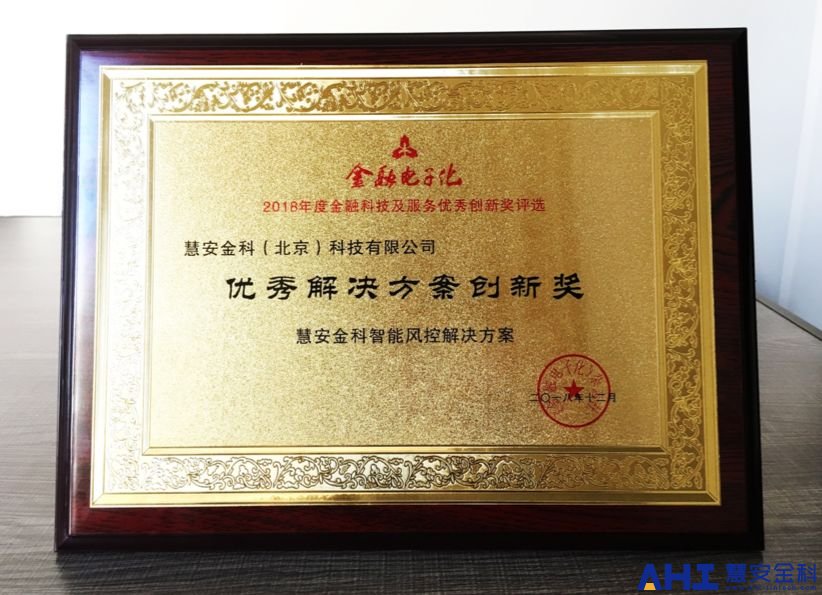 金融电子化
2018年度金融科技及服务优秀创新奖评选
慧安金科（北京）科技有限公司
优秀解决方案创新奖
慧安金科智能风控解决方案
二〇一八年十二月
AHI 慧安金科